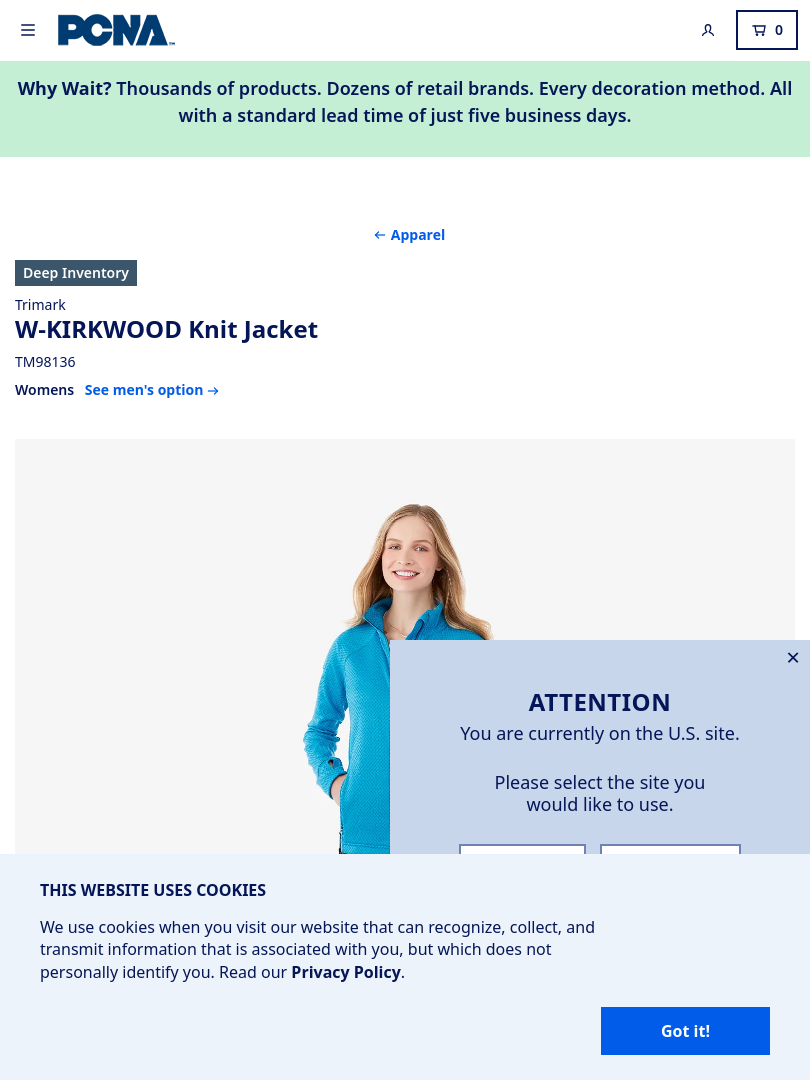 PCNA
0
Why Wait? Thousands of products. Dozens of retail brands. Every decoration method. All
with a standard lead time of just five business days.
← Apparel
Deep Inventory
Trimark
W-KIRKWOOD Knit Jacket
TM98136
Womens See men's option →
ATTENTION
You are currently on the U.S. site.
Please select the site you
would like to use.
THIS WEBSITE USES COOKIES
We use cookies when you visit our website that can recognize, collect, and
transmit information that is associated with you, but which does not
personally identify you. Read our Privacy Policy.
Got it!